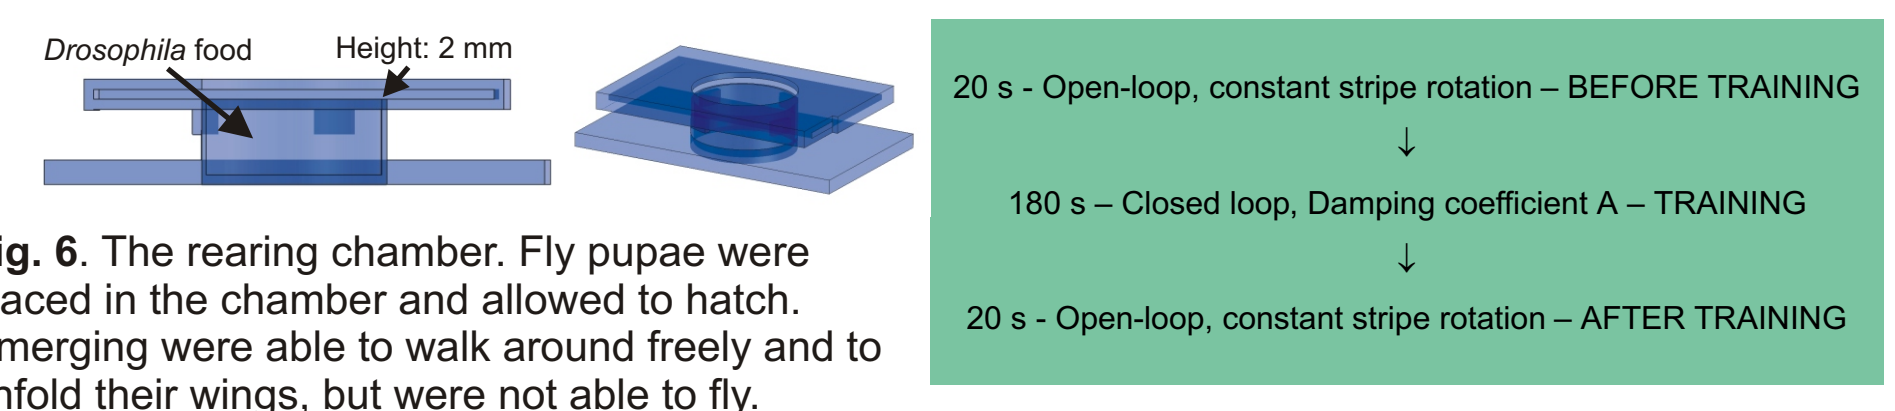 Drosophila food
Height: 2 mm
ig. 6. The rearing chamber. Fly pupae were
laced in the chamber and allowed to hatch.
merging were able to walk around freely and to
nfold their wings, but were not able to fly.
20 s - Open-loop, constant stripe rotation – BEFORE TRAINING
↓
180 s – Closed loop, Damping coefficient A – TRAINING
↓
20 s - Open-loop, constant stripe rotation – AFTER TRAINING